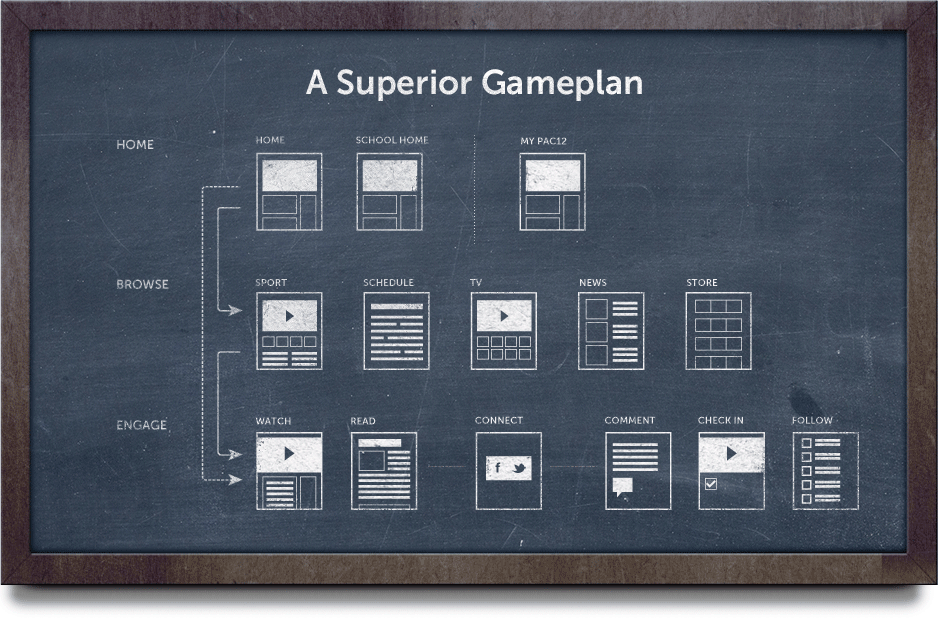 A Superior Gameplan
HOME
HOME
SCHOOL HOME
MY PAC12
BROWSE
SPORT
SCHEDULE
TV
NEWS
STORE
ENGAGE
WATCH
READ
CONNECT
COMMENT
CHECK IN
FOLLOW
f